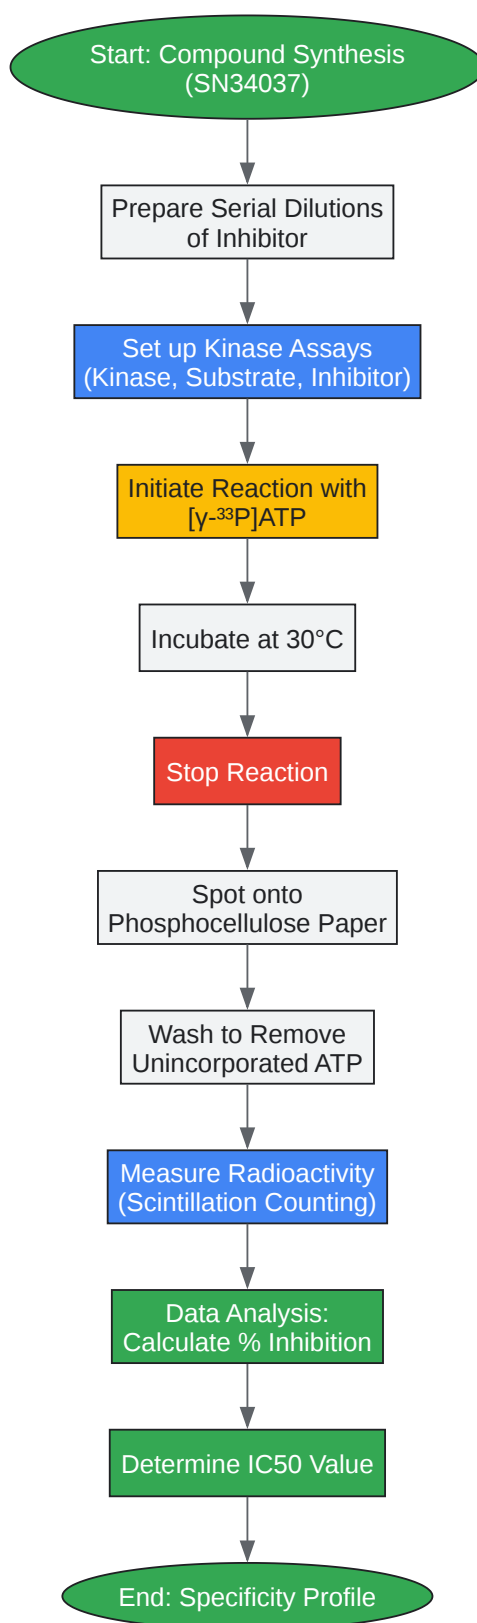 Start: Compound Synthesis
(SN34037)
Prepare Serial Dilutions
of Inhibitor
Set up Kinase Assays
(Kinase, Substrate, Inhibitor)
Initiate Reaction with
[γ-³³P]ATP
Incubate at 30°C
Stop Reaction
Spot onto
Phosphocellulose Paper
Wash to Remove
Unincorporated ATP
Measure Radioactivity
(Scintillation Counting)
Data Analysis:
Calculate % Inhibition
Determine IC50 Value
End: Specificity Profile